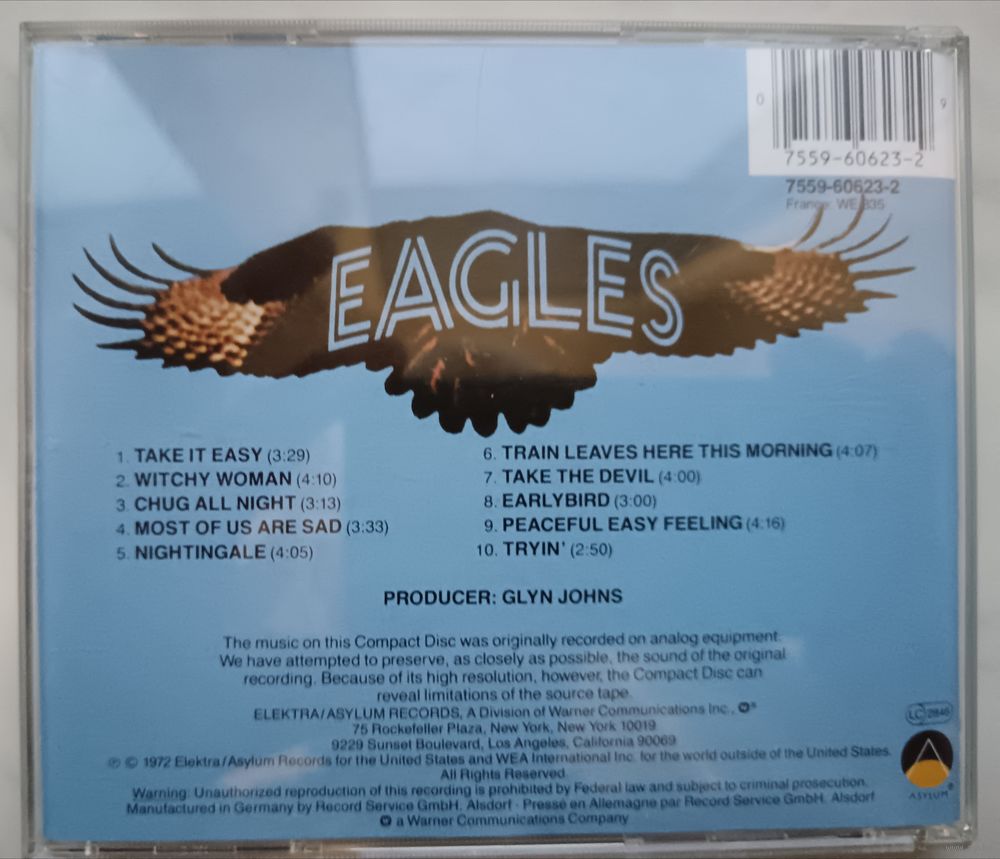 0 9
7559-60623-2
7559-60623-2
France: WE 835
EAGLES
1. TAKE IT EASY (3:29)
2. WITCHY WOMAN (4:10)
3. CHUG ALL NIGHT (3:13)
4. MOST OF US ARE SAD (3:33)
5. NIGHTINGALE (4:05)
6. TRAIN LEAVES HERE THIS MORNING (4:07)
7. TAKE THE DEVIL (4:00)
8. EARLYBIRD (3:00)
9. PEACEFUL EASY FEELING (4:16)
10. TRYIN' (2:50)
PRODUCER: GLYN JOHNS
The music on this Compact Disc was originally recorded on analog equipment.
We have attempted to preserve, as closely as possible, the sound of the original
recording. Because of its high resolution, however, the Compact Disc can
reveal limitations of the source tape.
ELEKTRA/ASYLUM RECORDS, A Division of Warner Communications Inc., ®
75 Rockefeller Plaza, New York, New York 10019
9229 Sunset Boulevard, Los Angeles, California 90069
℗ © 1972 Elektra/Asylum Records for the United States and WEA International Inc. for the world outside of the United States.
All Rights Reserved.
Warning: Unauthorized reproduction of this recording is prohibited by Federal law and subject to criminal prosecution.
Manufactured in Germany by Record Service GmbH, Alsdorf · Pressé en Allemagne par Record Service GmbH, Alsdorf
a Warner Communications Company
LC 2846
ASYLUM ®